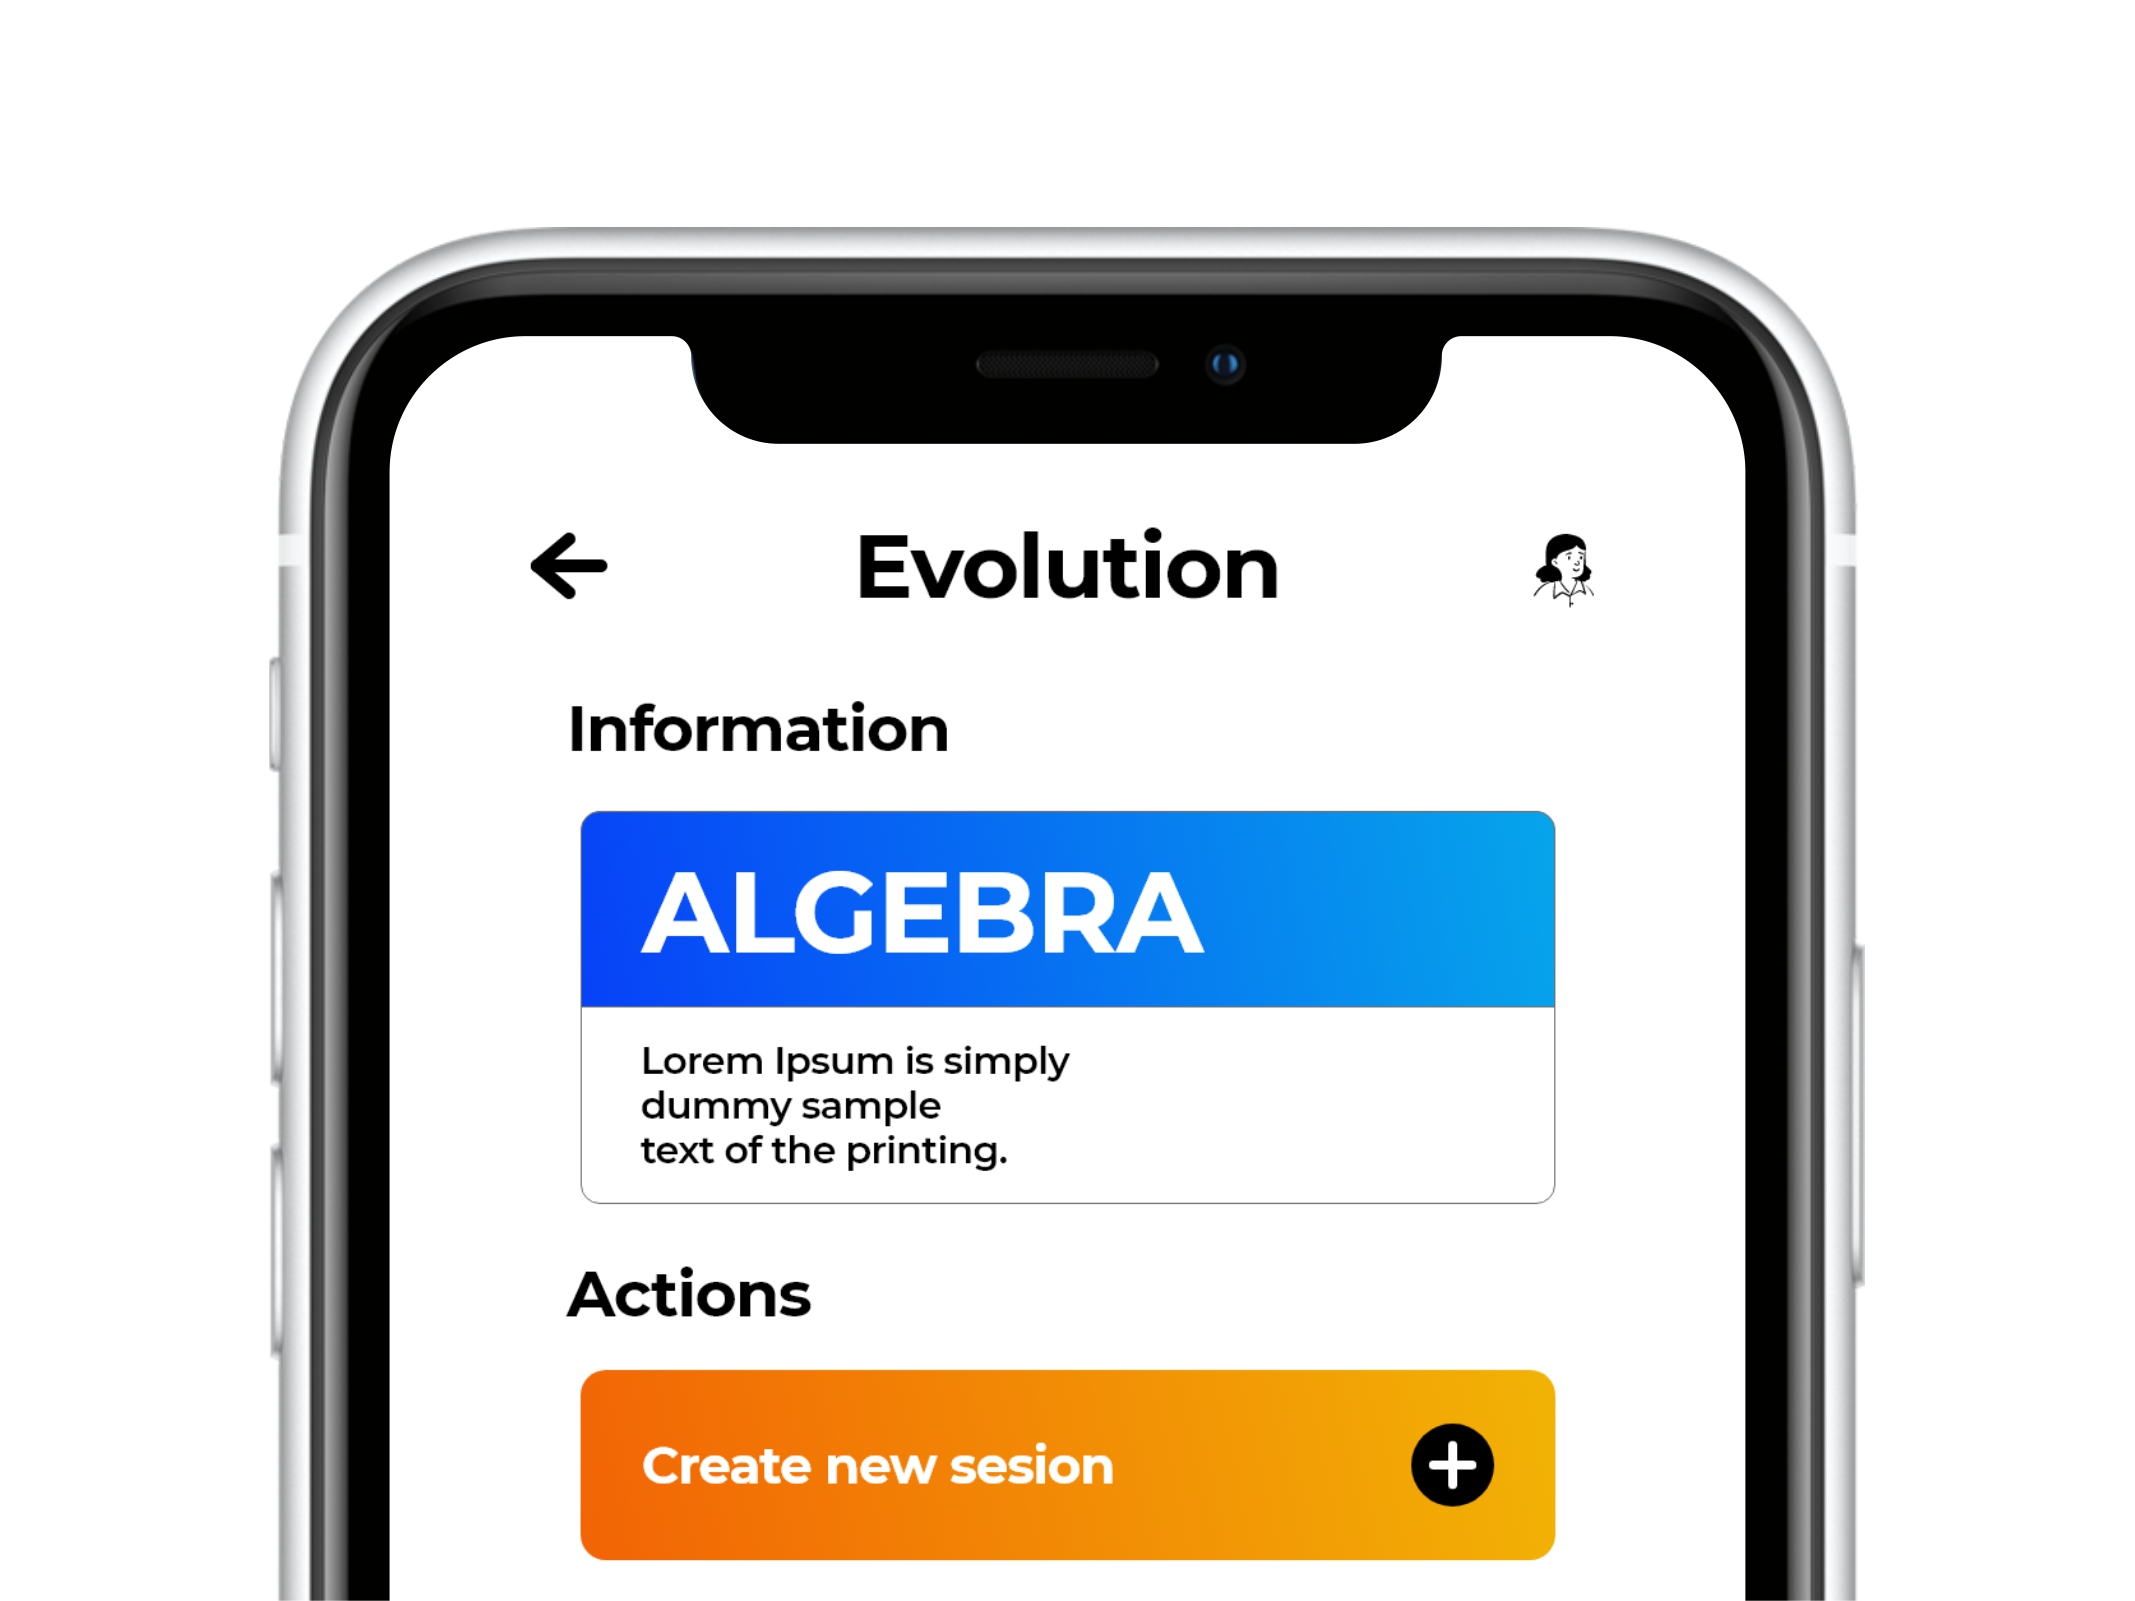 Evolution
Information
ALGEBRA
Lorem Ipsum is simply
dummy sample
text of the printing.
Actions
Create new sesion